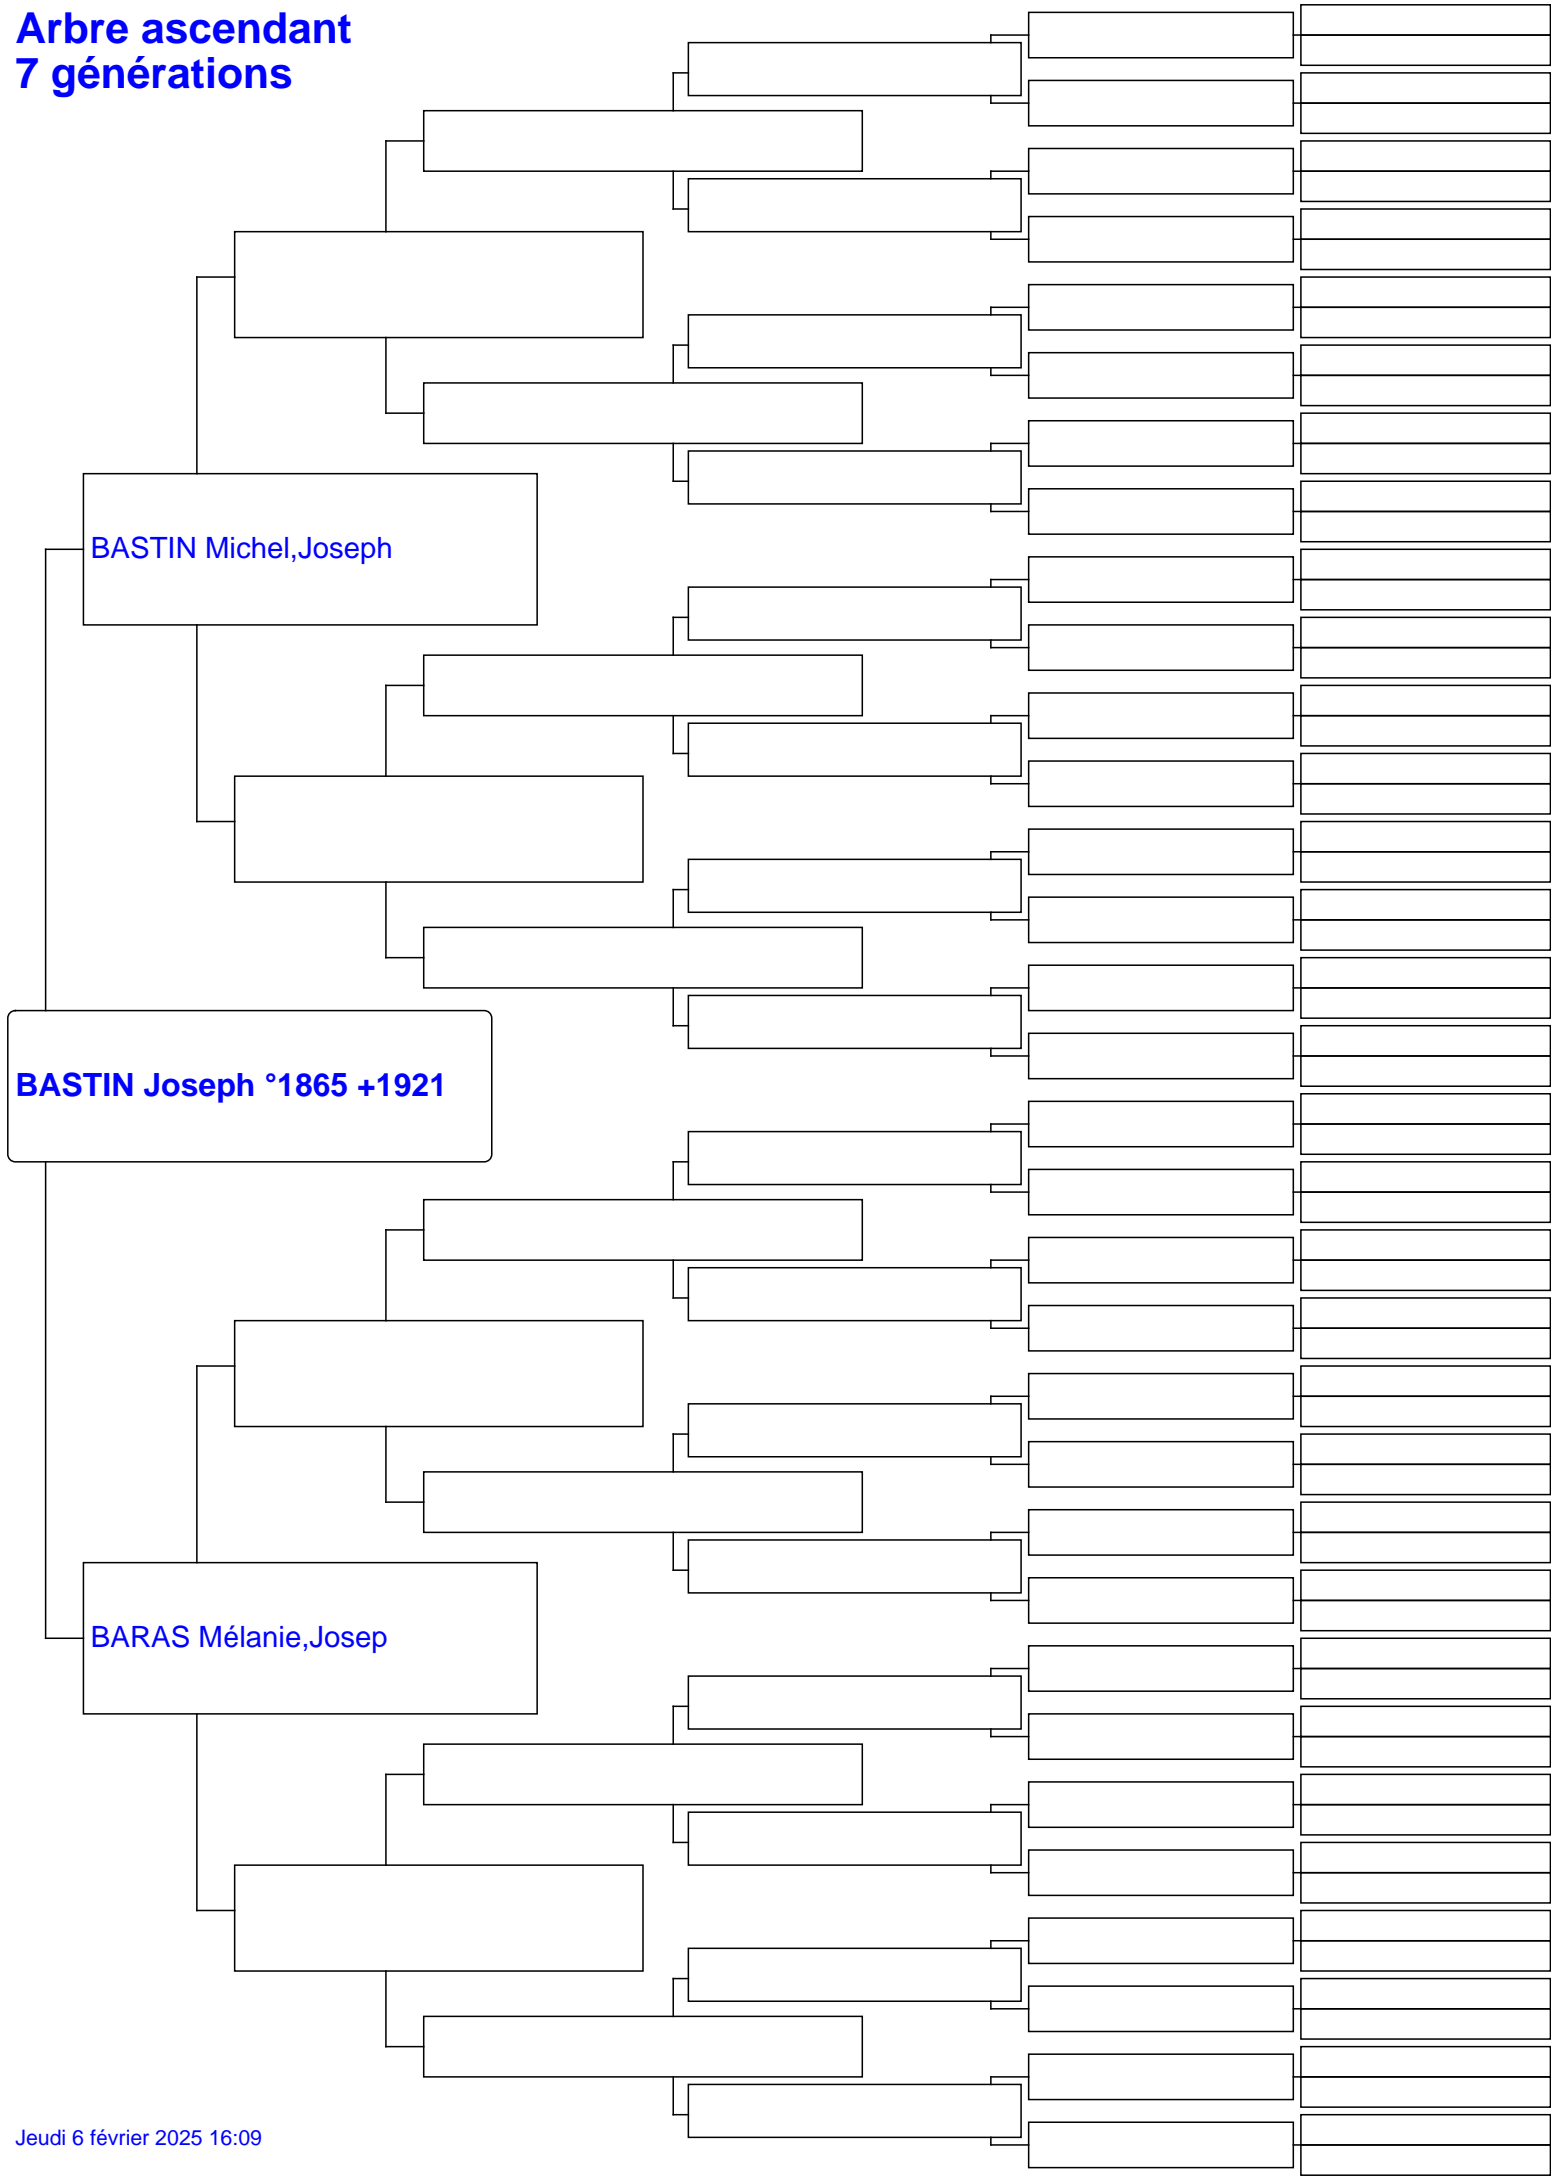 Arbre ascendant
7 générations
BASTIN Michel,Joseph
BASTIN Joseph °1865 +1921
BARAS Mélanie,Josep
Jeudi 6 février 2025 16:09